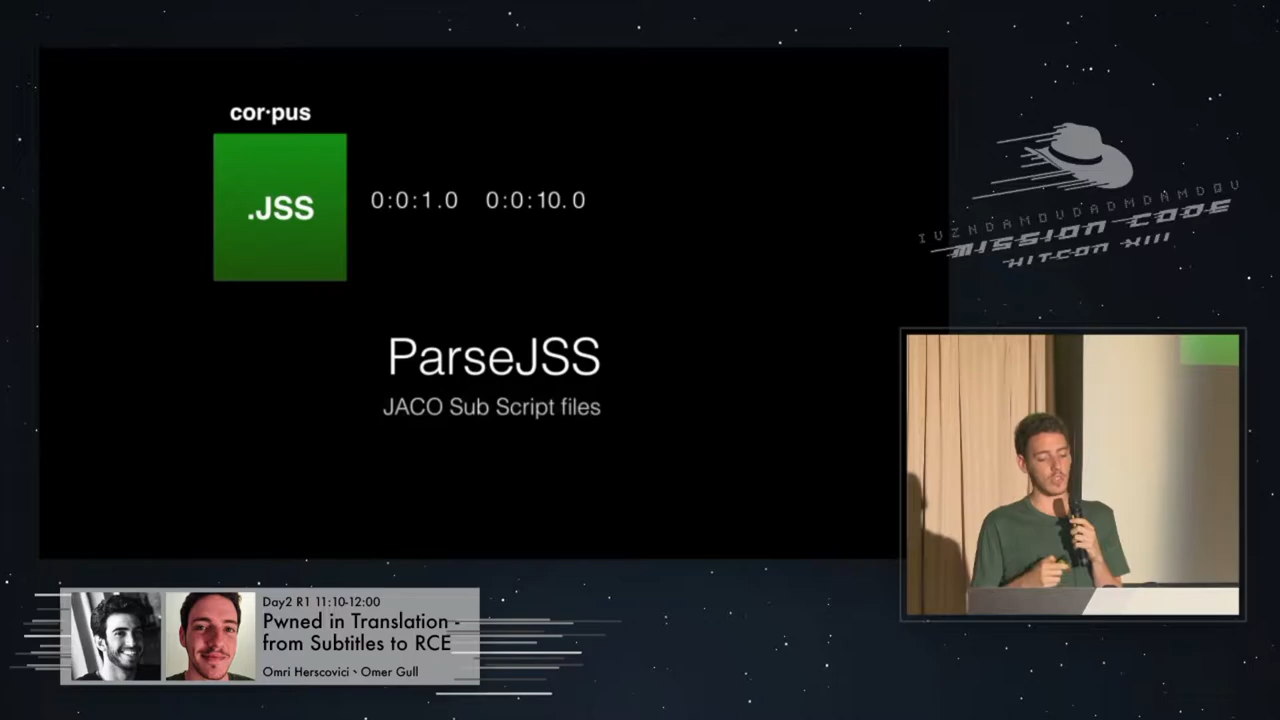 cor·pus
.JSS
0:0:1.0 0:0:10.0
ParseJSS
JACO Sub Script files
MISSION CODE
HITCON XIII
Day2 R1 11:10-12:00
Pwned in Translation -
from Subtitles to RCE
Omri Herscovici、Omer Gull